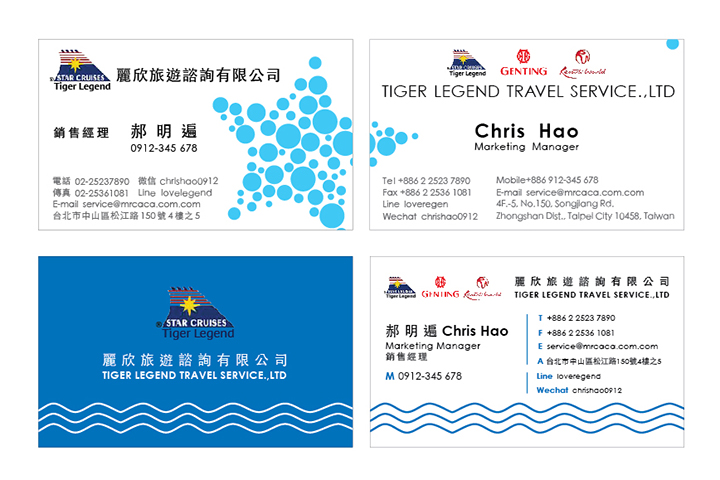 STAR CRUISES
Tiger Legend
麗欣旅遊諮詢有限公司
銷售經理 郝明遍
0912-345 678
電話 02-25237890 微信 chrishao0912
傳真 02-25361081 Line lovelegend
E-mail service@mrcaca.com.com
台北市中山區松江路150號4樓之5
Tiger Legend
GENTING
Resorts World
TIGER LEGEND TRAVEL SERVICE.,LTD
Chris Hao
Marketing Manager
Tel +886 2 2523 7890
Fax +886 2 2536 1081
Line loveregen
Wechat chrishao0912
Mobile+886 912-345 678
E-mail service@mrcaca.com.com
4F,-5, No.150, Songjiang Rd,
Zhongshan Dist., Taipei City 10458, Taiwan
®STAR CRUISES
Tiger Legend
麗欣旅遊諮詢有限公司
TIGER LEGEND TRAVEL SERVICE.,LTD
Tiger Legend
GENTING
Resorts World
麗欣旅遊諮詢有限公司
TIGER LEGEND TRAVEL SERVICE.,LTD
郝明遍 Chris Hao
Marketing Manager
銷售經理
M 0912-345 678
T +886 2 2523 7890
F +886 2 2536 1081
E service@mrcaca.com.com
A 台北市中山區松江路150號4樓之5
Line loveregend
Wechat chrishao0912